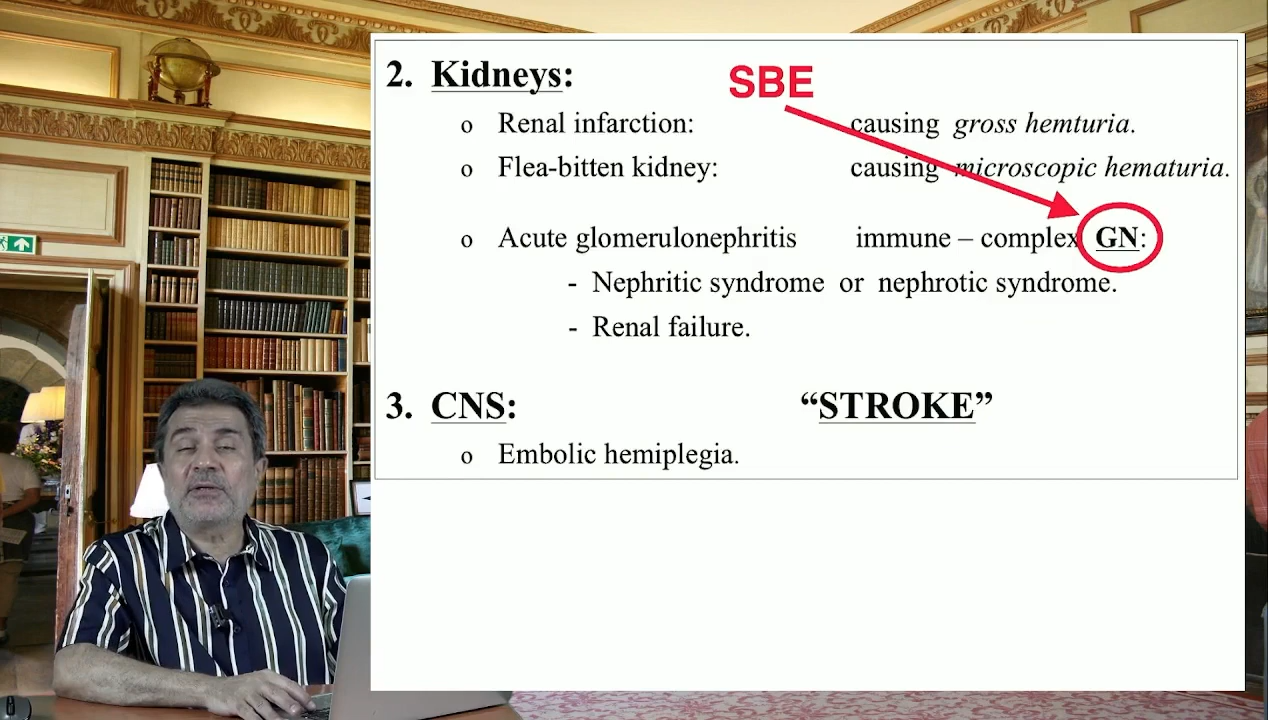 SBE
2. Kidneys:
o Renal infarction: causing gross hemturia.
o Flea-bitten kidney: causing microscopic hematuria.
o Acute glomerulonephritis immune – complex GN:
- Nephritic syndrome or nephrotic syndrome.
- Renal failure.
3. CNS: “STROKE”
o Embolic hemiplegia.